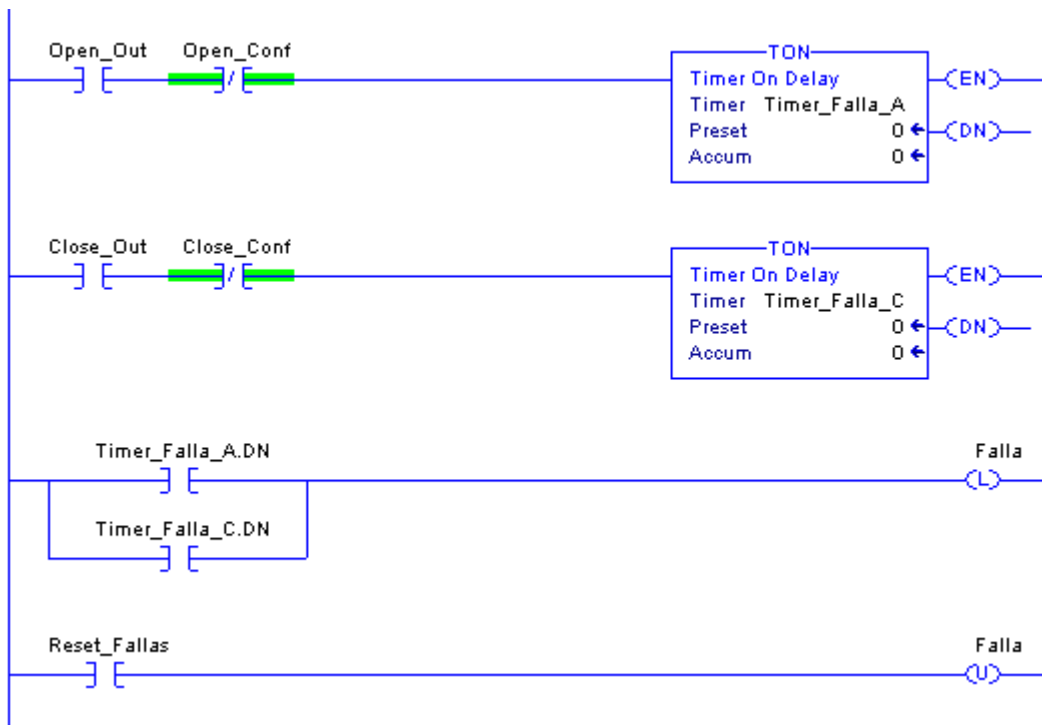 Open_Out Open_Conf
TON
Timer On Delay
EN
Timer Timer_Falla_A
Preset 0
DN
Accum 0
Close_Out Close_Conf
TON
Timer On Delay
EN
Timer Timer_Falla_C
Preset 0
DN
Accum 0
Timer_Falla_A.DN
Falla
L
Timer_Falla_C.DN
Reset_Fallas
Falla
U